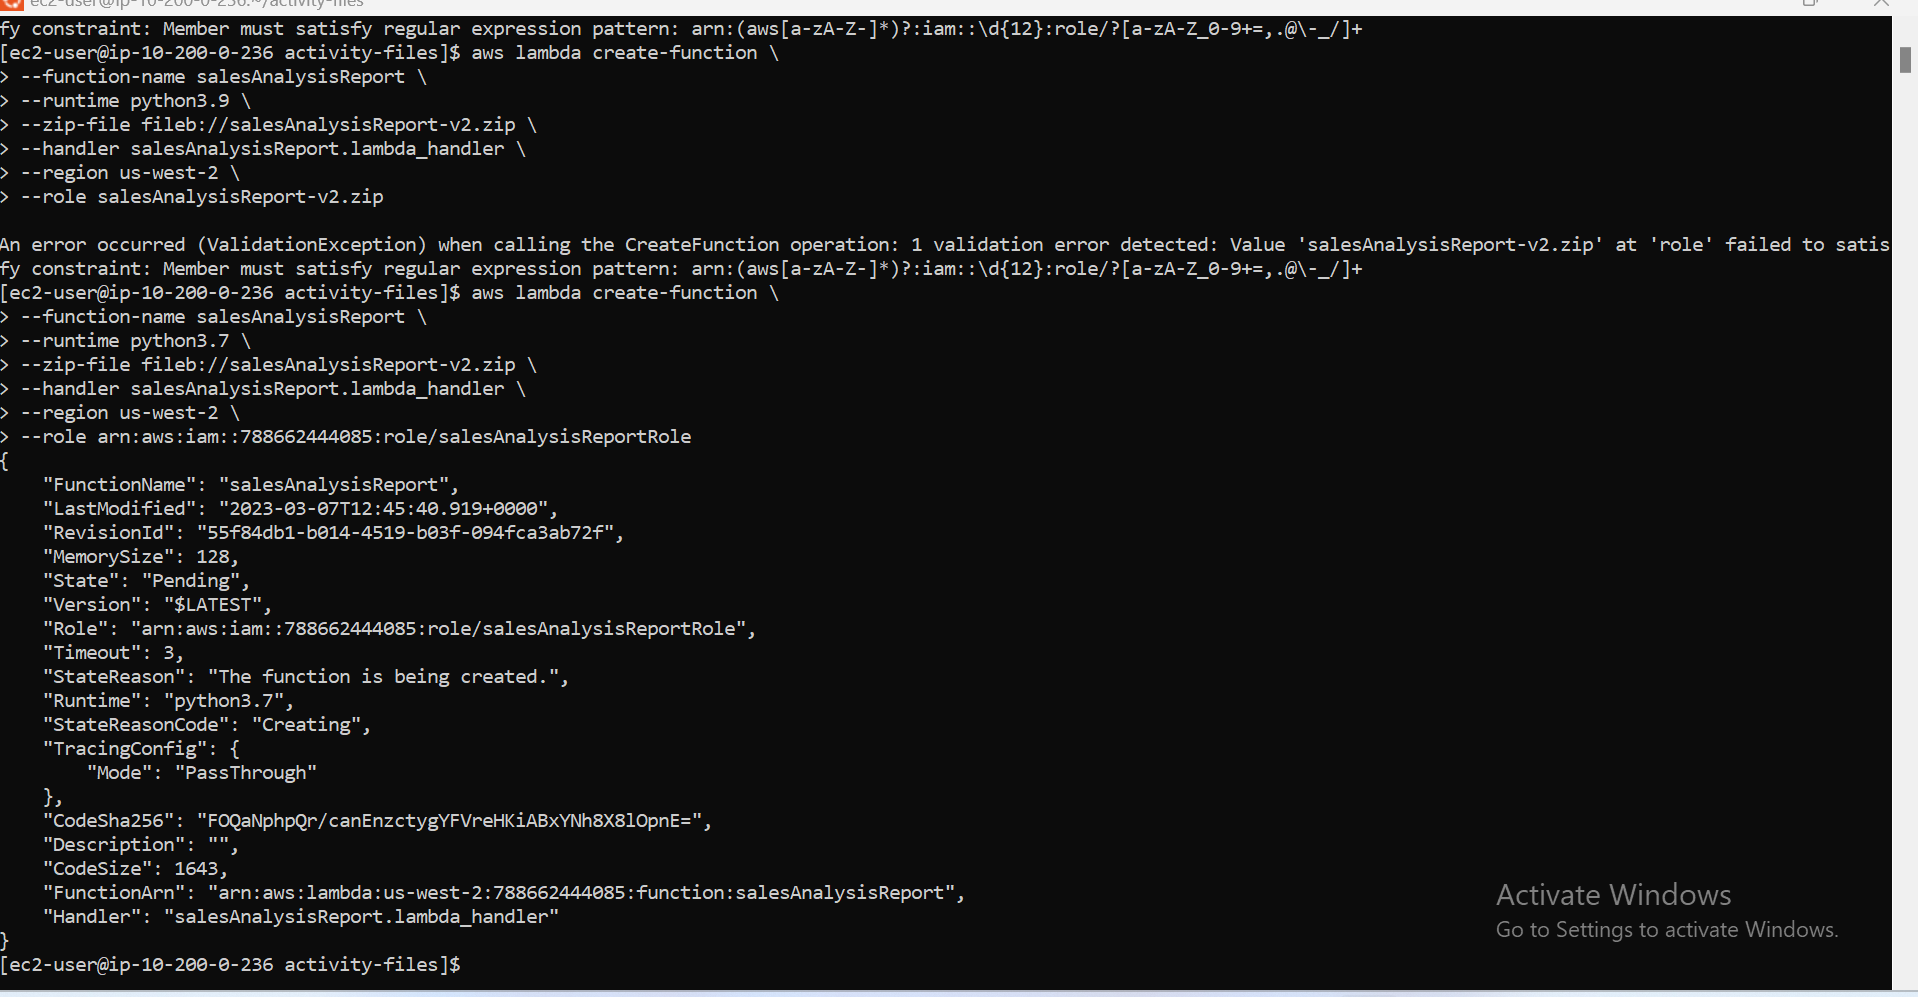 ec2-user@ip-10-200-0-236:~/activity-files
fy constraint: Member must satisfy regular expression pattern: arn:(aws[a-zA-Z-]*)?:iam::\d{12}:role/?[a-zA-Z_0-9+=,.@\-_/]+
[ec2-user@ip-10-200-0-236 activity-files]$ aws lambda create-function \
> --function-name salesAnalysisReport \
> --runtime python3.9 \
> --zip-file fileb://salesAnalysisReport-v2.zip \
> --handler salesAnalysisReport.lambda_handler \
> --region us-west-2 \
> --role salesAnalysisReport-v2.zip
An error occurred (ValidationException) when calling the CreateFunction operation: 1 validation error detected: Value 'salesAnalysisReport-v2.zip' at 'role' failed to satis
fy constraint: Member must satisfy regular expression pattern: arn:(aws[a-zA-Z-]*)?:iam::\d{12}:role/?[a-zA-Z_0-9+=,.@\-_/]+
[ec2-user@ip-10-200-0-236 activity-files]$ aws lambda create-function \
> --function-name salesAnalysisReport \
> --runtime python3.7 \
> --zip-file fileb://salesAnalysisReport-v2.zip \
> --handler salesAnalysisReport.lambda_handler \
> --region us-west-2 \
> --role arn:aws:iam::788662444085:role/salesAnalysisReportRole
{
    "FunctionName": "salesAnalysisReport",
    "LastModified": "2023-03-07T12:45:40.919+0000",
    "RevisionId": "55f84db1-b014-4519-b03f-094fca3ab72f",
    "MemorySize": 128,
    "State": "Pending",
    "Version": "$LATEST",
    "Role": "arn:aws:iam::788662444085:role/salesAnalysisReportRole",
    "Timeout": 3,
    "StateReason": "The function is being created.",
    "Runtime": "python3.7",
    "StateReasonCode": "Creating",
    "TracingConfig": {
        "Mode": "PassThrough"
    },
    "CodeSha256": "FOQaNphpQr/canEnzctygYFVreHKiABxYNh8X8lOpnE=",
    "Description": "",
    "CodeSize": 1643,
    "FunctionArn": "arn:aws:lambda:us-west-2:788662444085:function:salesAnalysisReport",
    "Handler": "salesAnalysisReport.lambda_handler"
}
[ec2-user@ip-10-200-0-236 activity-files]$
Activate Windows
Go to Settings to activate Windows.